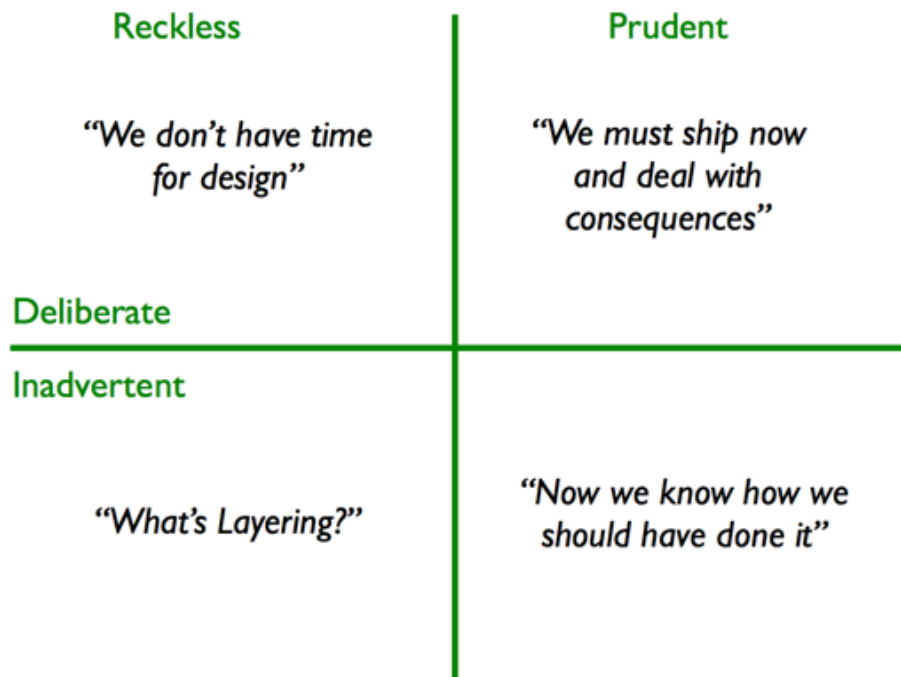 Reckless
Prudent
“We don’t have time
for design”
“We must ship now
and deal with
consequences”
Deliberate
Inadvertent
“What’s Layering?”
“Now we know how we
should have done it”